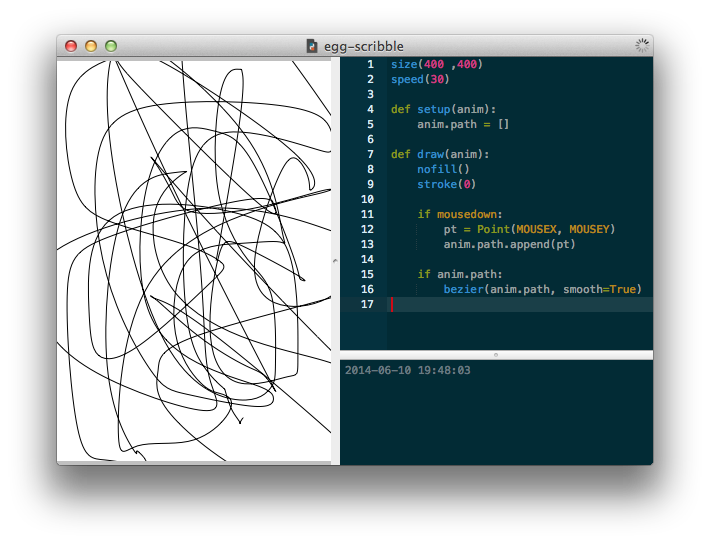 egg-scribble
1 size(400 ,400)
2 speed(30)
3
4 def setup(anim):
5     anim.path = []
6
7 def draw(anim):
8     nofill()
9     stroke(0)
10
11     if mousedown:
12         pt = Point(MOUSEX, MOUSEY)
13         anim.path.append(pt)
14
15     if anim.path:
16         bezier(anim.path, smooth=True)
17
2014-06-10 19:48:03